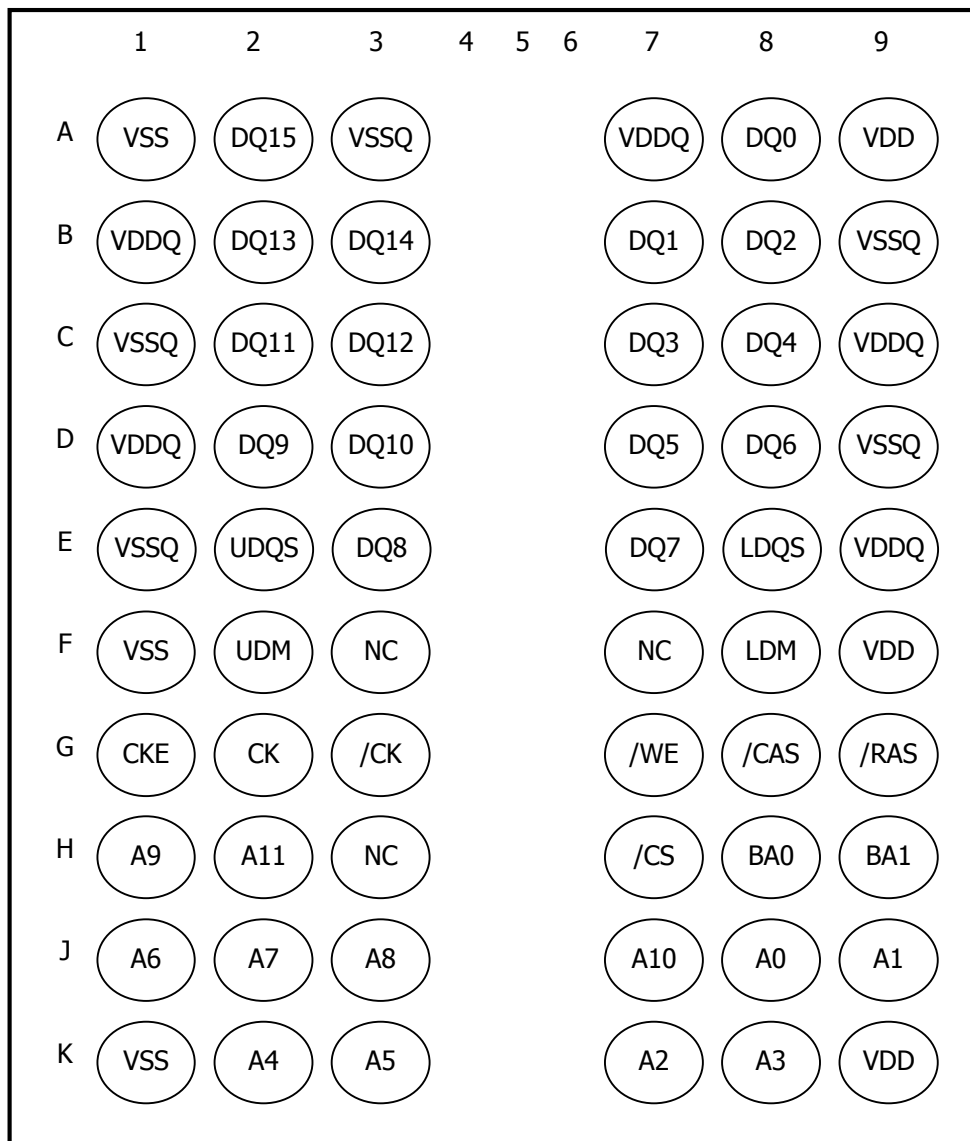 1 2 3 4 5 6 7 8 9
A VSS DQ15 VSSQ VDDQ DQ0 VDD
B VDDQ DQ13 DQ14 DQ1 DQ2 VSSQ
C VSSQ DQ11 DQ12 DQ3 DQ4 VDDQ
D VDDQ DQ9 DQ10 DQ5 DQ6 VSSQ
E VSSQ UDQS DQ8 DQ7 LDQS VDDQ
F VSS UDM NC NC LDM VDD
G CKE CK /CK /WE /CAS /RAS
H A9 A11 NC /CS BA0 BA1
J A6 A7 A8 A10 A0 A1
K VSS A4 A5 A2 A3 VDD